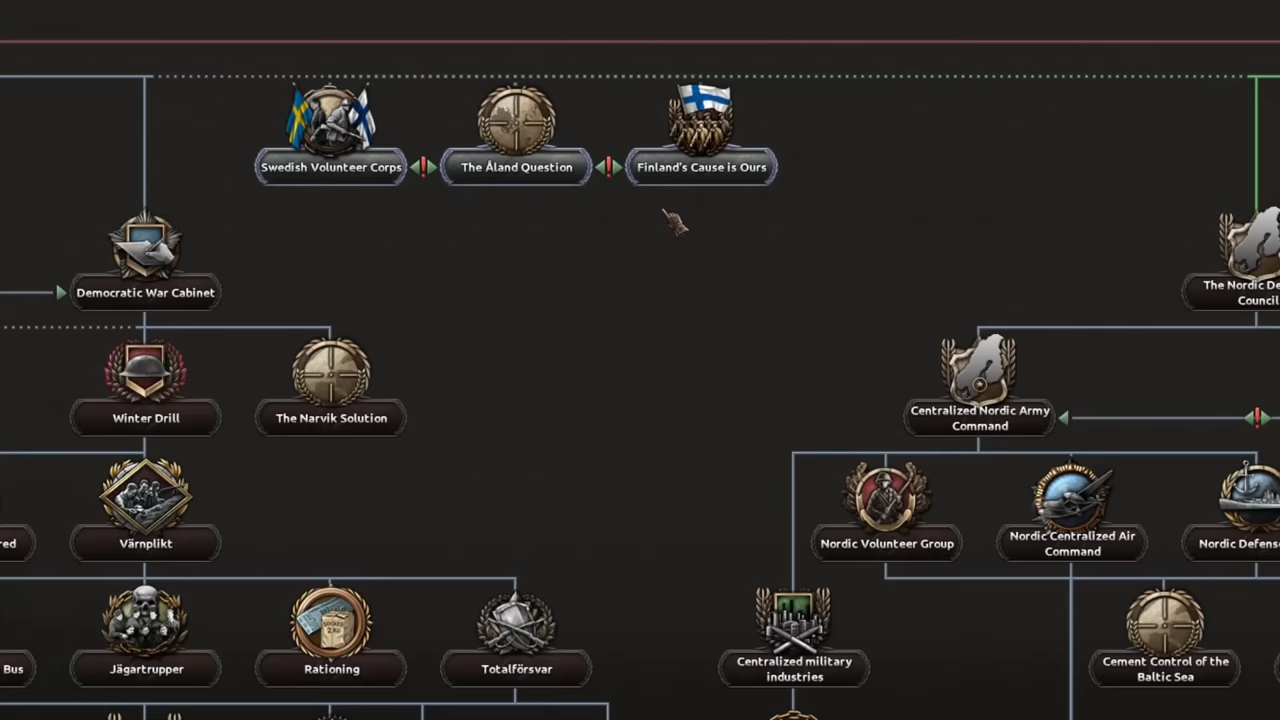 Swedish Volunteer Corps
The Åland Question
Finland's Cause is Ours
Democratic War Cabinet
The Nordic De
Council
Winter Drill
The Narvik Solution
Centralized Nordic Army
Command
red
Värnplikt
Nordic Volunteer Group
Nordic Centralized Air
Command
Nordic Defens
Bus
Jägartrupper
Rationing
Totalförsvar
Centralized military
industries
Cement Control of the
Baltic Sea